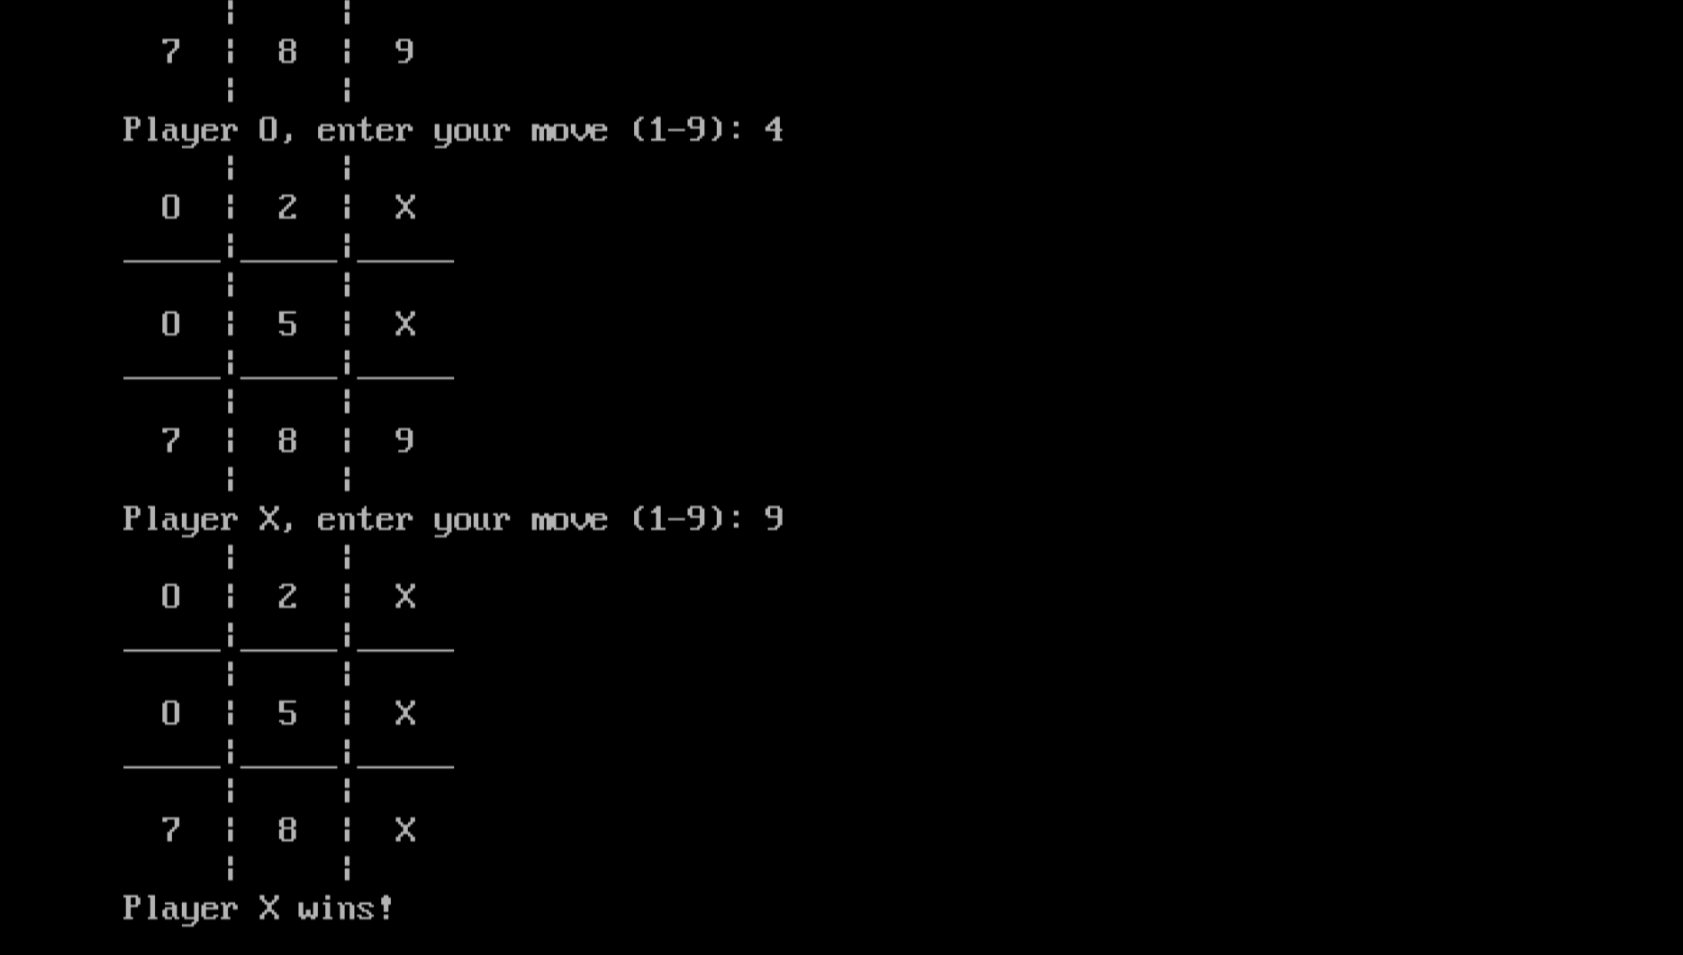 7 ¦ 8 ¦ 9
Player O, enter your move (1-9): 4
O ¦ 2 ¦ X
O ¦ 5 ¦ X
7 ¦ 8 ¦ 9
Player X, enter your move (1-9): 9
O ¦ 2 ¦ X
O ¦ 5 ¦ X
7 ¦ 8 ¦ X
Player X wins!